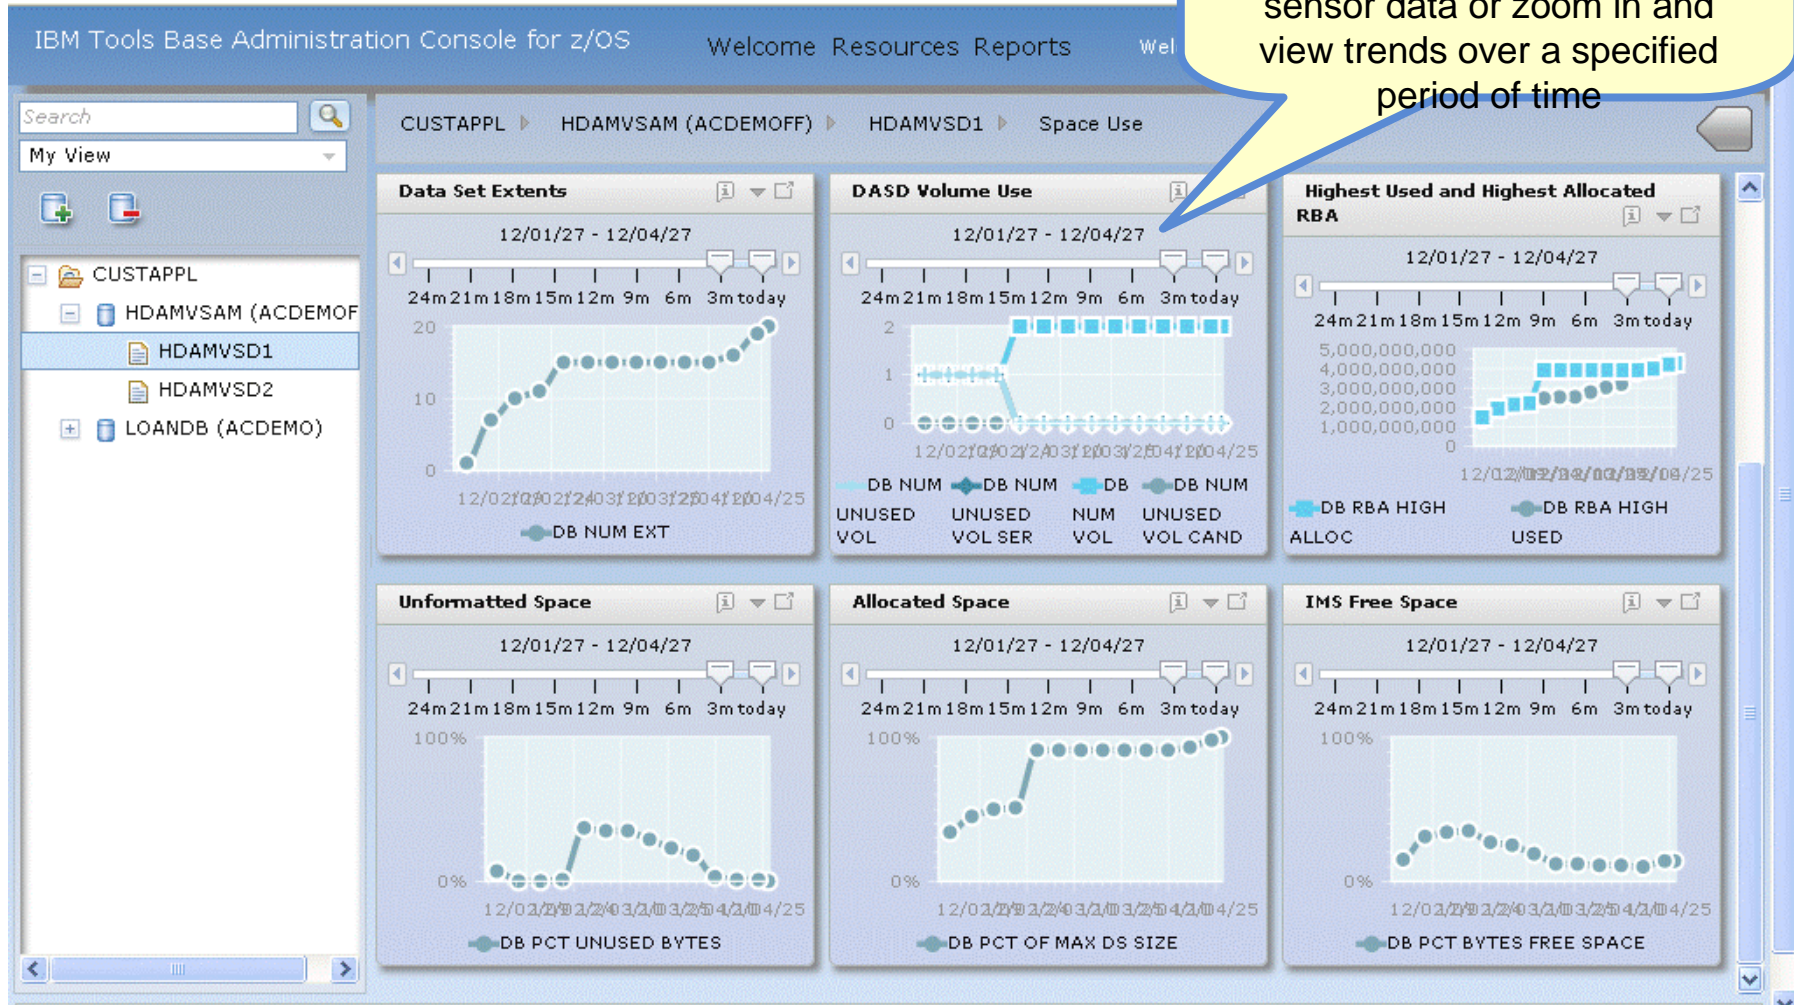 sensor data or zoom in and
view trends over a specified
period of time
IBM Tools Base Administration Console for z/OS
Welcome Resources Reports
Wel
Search
My View
CUSTAPPL
HDAMVSAM (ACDEMOF
HDAMVSD1
HDAMVSD2
LOANDB (ACDEMO)
CUSTAPPL HDAMVSAM (ACDEMOFF) HDAMVSD1 Space Use
Data Set Extents
12/01/27 - 12/04/27
24m 21m 18m 15m 12m 9m 6m 3m today
20
10
0
04/25
DB NUM EXT
DASD Volume Use
12/01/27 - 12/04/27
24m 21m 18m 15m 12m 9m 6m 3m today
2
1
0
04/25
DB NUM UNUSED VOL
DB NUM UNUSED VOL SER
DB NUM VOL
DB NUM UNUSED VOL CAND
Highest Used and Highest Allocated
RBA
12/01/27 - 12/04/27
24m 21m 18m 15m 12m 9m 6m 3m today
5,000,000,000
4,000,000,000
3,000,000,000
2,000,000,000
1,000,000,000
0
DB RBA HIGH ALLOC
DB RBA HIGH USED
Unformatted Space
12/01/27 - 12/04/27
24m 21m 18m 15m 12m 9m 6m 3m today
100%
0%
DB PCT UNUSED BYTES
Allocated Space
12/01/27 - 12/04/27
24m 21m 18m 15m 12m 9m 6m 3m today
100%
0%
DB PCT OF MAX DS SIZE
IMS Free Space
12/01/27 - 12/04/27
24m 21m 18m 15m 12m 9m 6m 3m today
100%
0%
DB PCT BYTES FREE SPACE